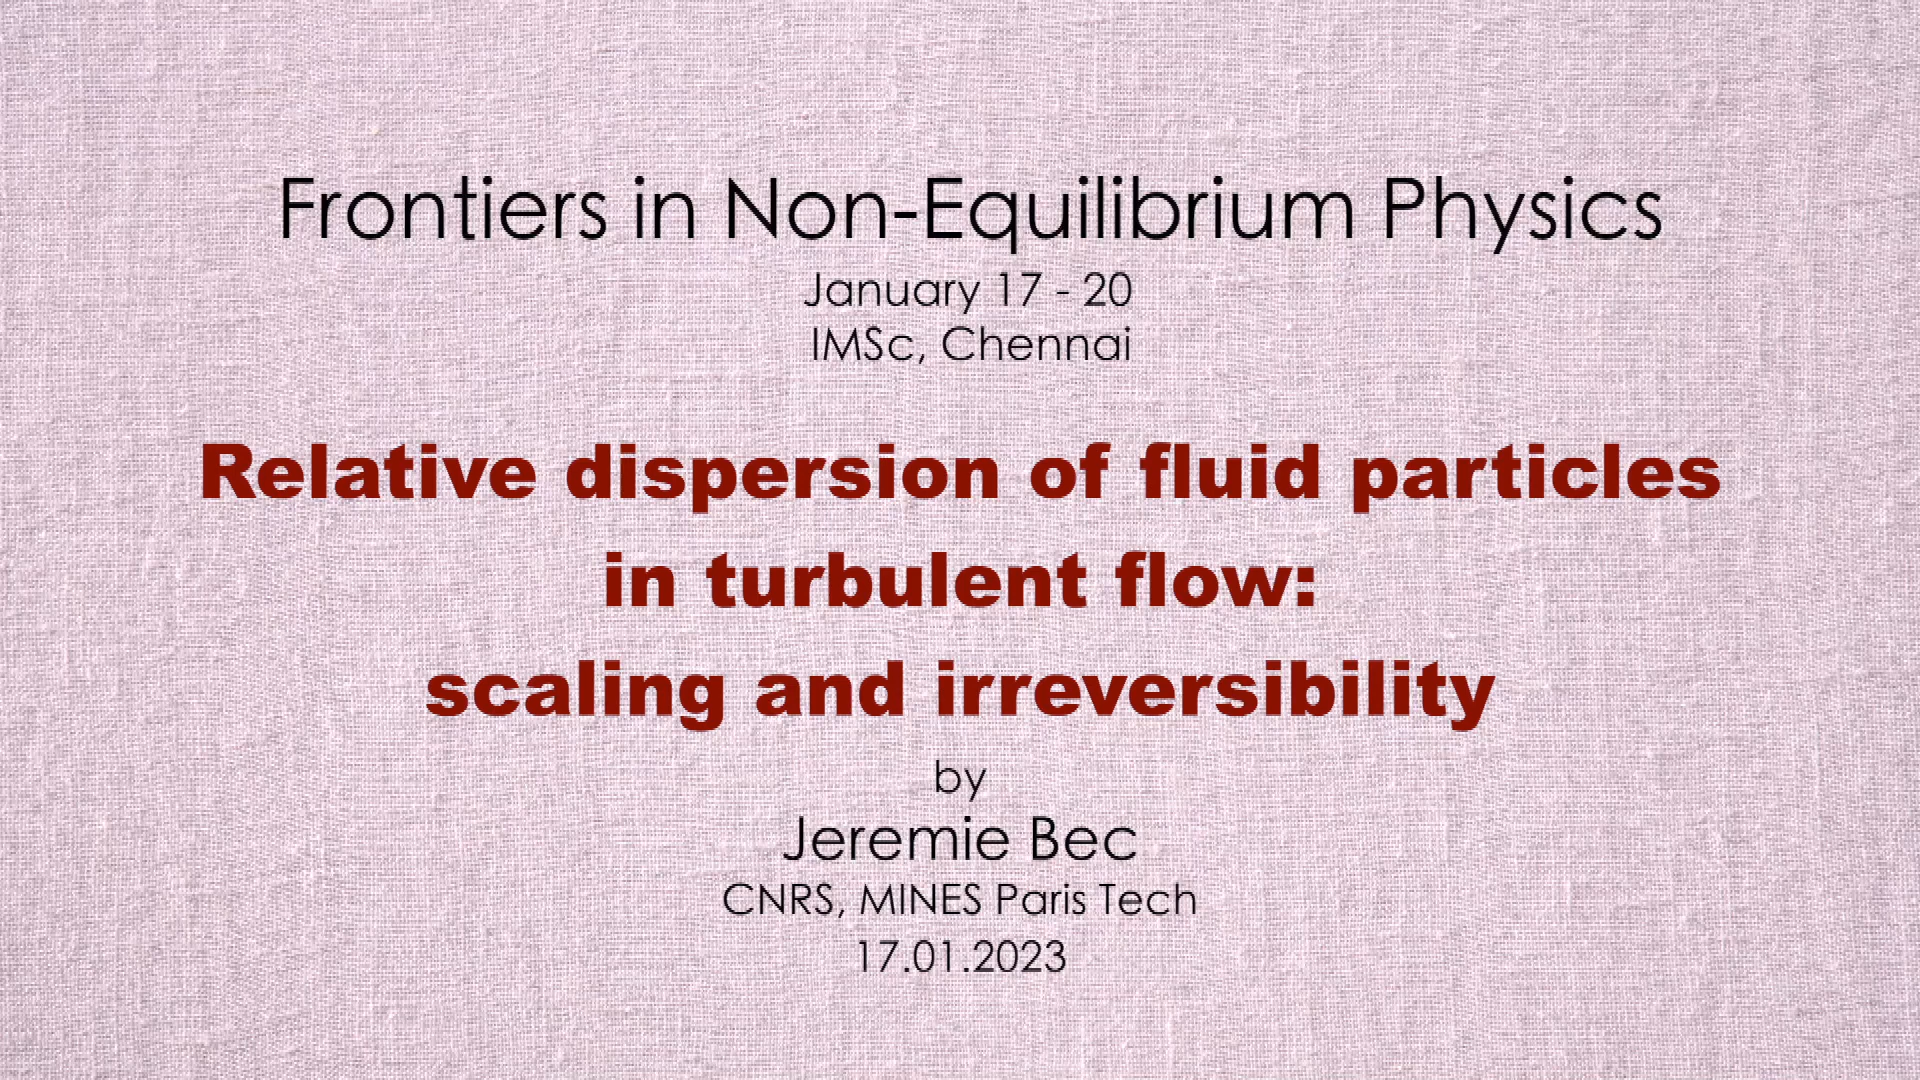 Frontiers in Non-Equilibrium Physics
January 17 - 20
IMSc, Chennai
Relative dispersion of fluid particles
in turbulent flow:
scaling and irreversibility
by
Jeremie Bec
CNRS, MINES Paris Tech
17.01.2023